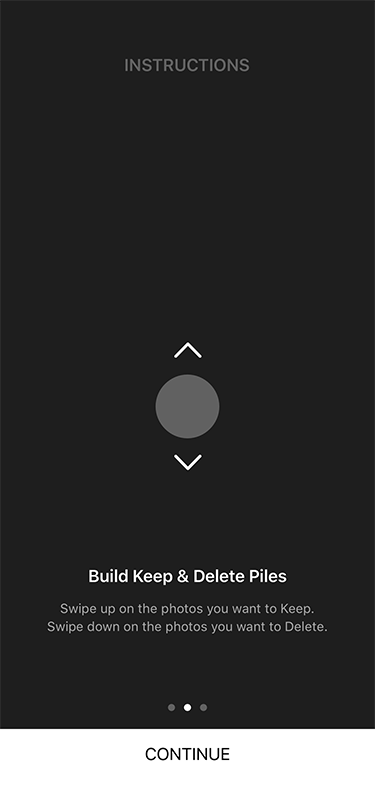 INSTRUCTIONS
Build Keep & Delete Piles
Swipe up on the photos you want to Keep.
Swipe down on the photos you want to Delete.
CONTINUE